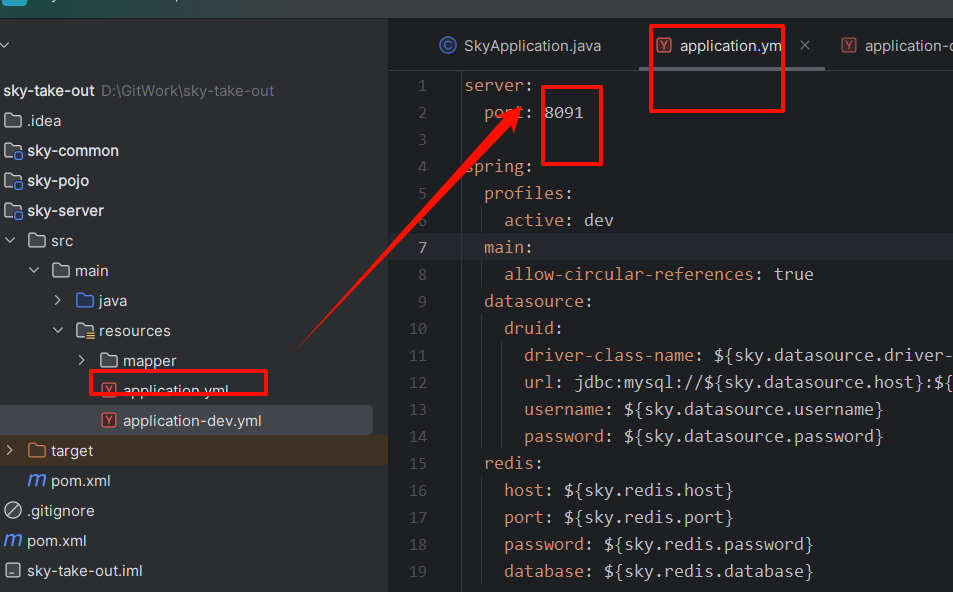 SkyApplication.java
application.ym
application-
sky-take-out D:\GitWork\sky-take-out
.idea
sky-common
sky-pojo
sky-server
src
main
java
resources
mapper
application.yml
application-dev.yml
target
pom.xml
.gitignore
pom.xml
sky-take-out.iml
1 server:
2 port: 8091
3
4 spring:
5 profiles:
6 active: dev
7 main:
8 allow-circular-references: true
9 datasource:
10 druid:
11 driver-class-name: ${sky.datasource.driver-
12 url: jdbc:mysql://${sky.datasource.host}:${
13 username: ${sky.datasource.username}
14 password: ${sky.datasource.password}
15 redis:
16 host: ${sky.redis.host}
17 port: ${sky.redis.port}
18 password: ${sky.redis.password}
19 database: ${sky.redis.database}